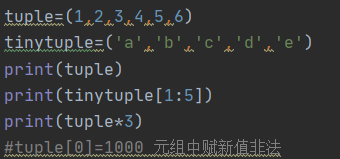 tuple=(1,2,3,4,5,6)
tinytuple=('a','b','c','d','e')
print(tuple)
print(tinytuple[1:5])
print(tuple*3)
#tuple[0]=1000 元组中赋新值非法